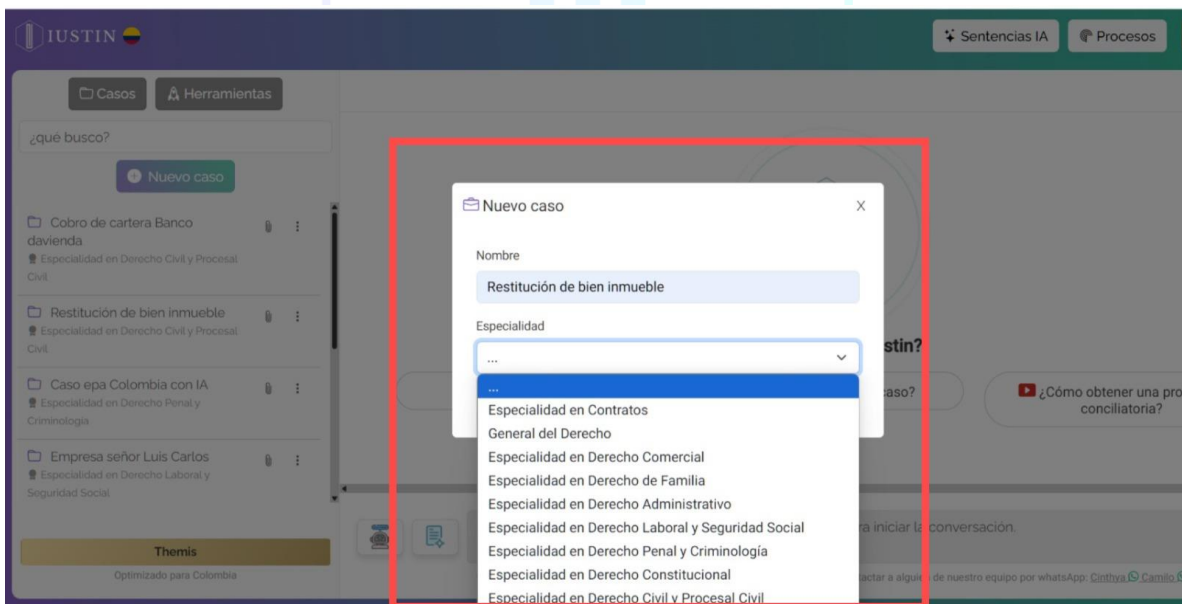 IUSTIN
Sentencias IA
Procesos
Casos
Herramientas
¿qué busco?
Nuevo caso
Cobro de cartera Banco
davienda
Especialidad en Derecho Civil y Procesal
Civil
Restitución de bien inmueble
Especialidad en Derecho Civil y Procesal
Civil
Caso epa Colombia con IA
Especialidad en Derecho Penal y
Criminología
Empresa señor Luis Carlos
Especialidad en Derecho Laboral y
Seguridad Social
Themis
Optimizado para Colombia
Nuevo caso
X
Nombre
Restitución de bien inmueble
Especialidad
...
...
Especialidad en Contratos
General del Derecho
Especialidad en Derecho Comercial
Especialidad en Derecho de Familia
Especialidad en Derecho Administrativo
Especialidad en Derecho Laboral y Seguridad Social
Especialidad en Derecho Penal y Criminología
Especialidad en Derecho Constitucional
Especialidad en Derecho Civil y Procesal Civil
stin?
caso?
¿Cómo obtener una pro
conciliatoria?
ra iniciar la conversación.
actar a alguien de nuestro equipo por whatsApp: Cinthya Camilo